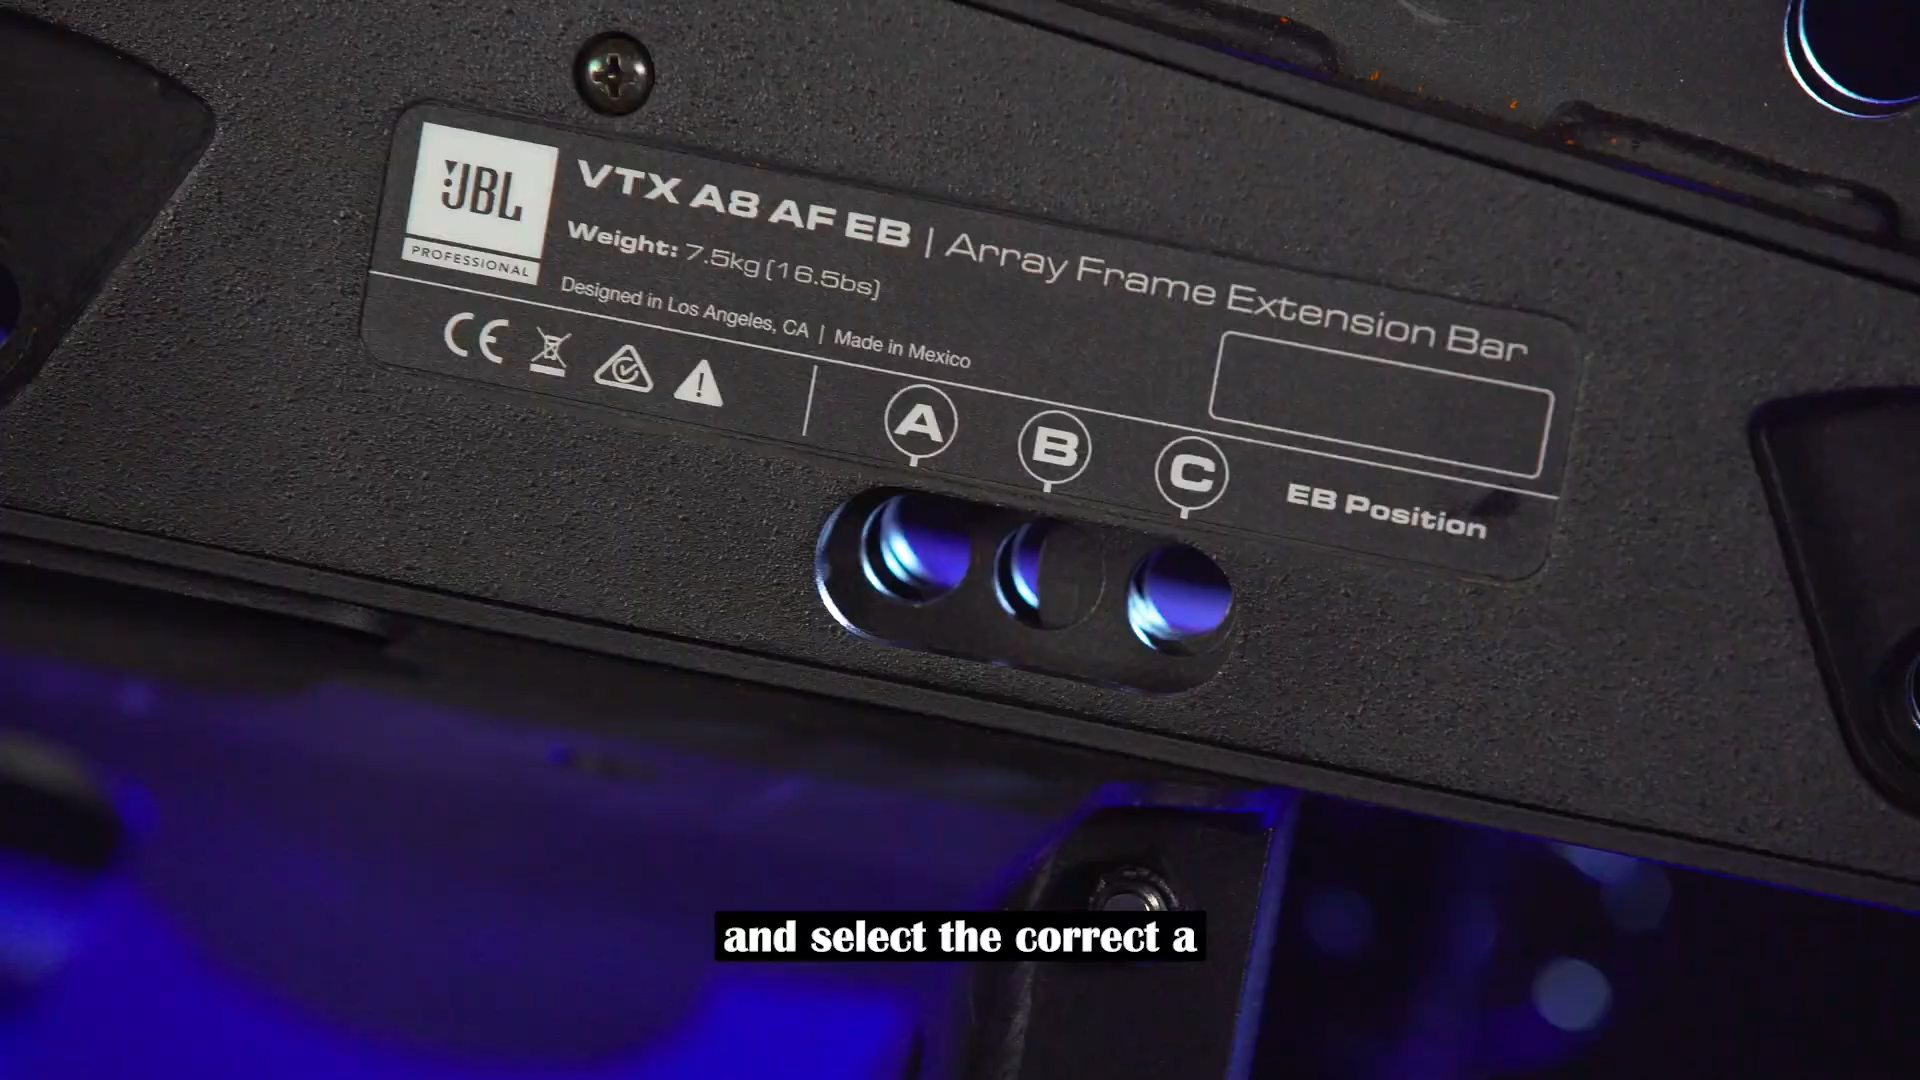 JBL
PROFESSIONAL
VTX A8 AF EB | Array Frame Extension Bar
Weight: 7.5kg (16.5bs)
Designed in Los Angeles, CA | Made in Mexico
CE
A B C EB Position
and select the correct a